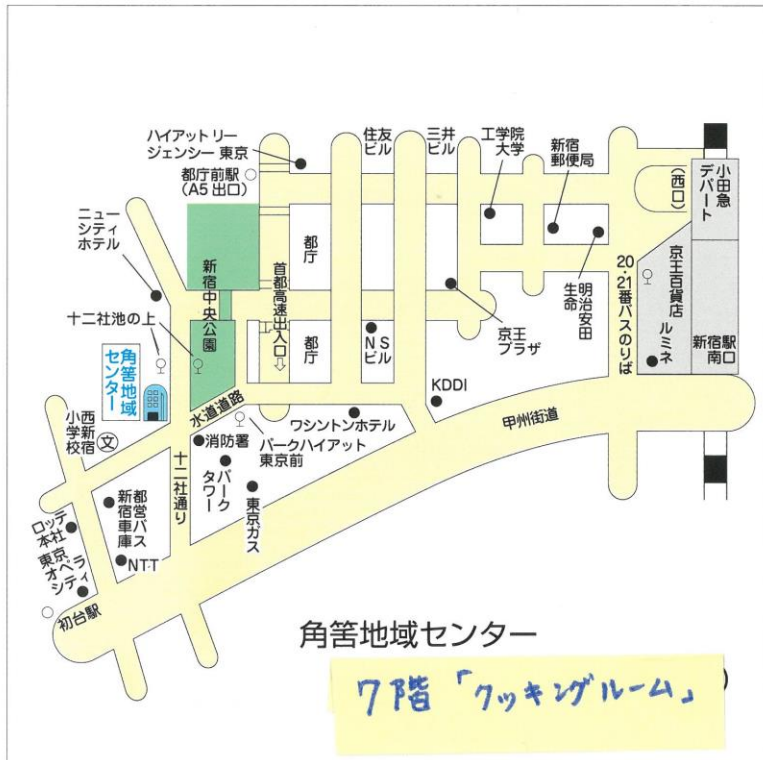 ハイアット リー
ジェンシー 東京
都庁前駅
(A5 出口)
住友
ビル
三井
ビル
工学院
大学
新宿
郵便局
(西口)
小田急
デパート
ニュー
シティ
ホテル
新宿中央公園
首都高速出入口
都庁
都庁
京王
プラザ
明治安田
生命
20・21番バスのりば
京王百貨店
ルミネ
新宿駅
南口
十二社池の上
角筈地域
センター
NS
ビル
KDDI
甲州街道
西新宿
小学校
文
水道道路
ワシントンホテル
消防署
パークハイアット
東京前
パーク
タワー
東京ガス
十二社通り
都営バス
新宿車庫
ロッテ
本社
NTT
東京
オペラ
シティ
初台駅
角筈地域センター
7階「クッキングルーム」